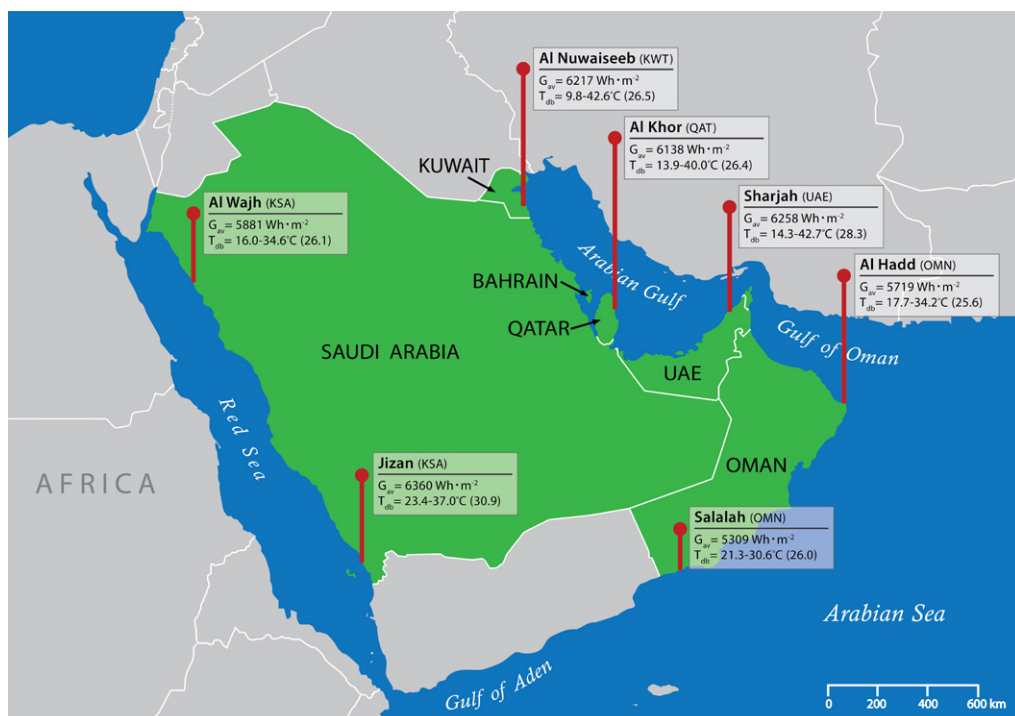 Al Nuwaiseeb (KWT)
G_av= 6217 Wh·m⁻²
T_db= 9.8-42.6°C (26.5)
Al Khor (QAT)
G_av= 6138 Wh·m⁻²
T_db= 13.9-40.0°C (26.4)
KUWAIT
Al Wajh (KSA)
G_av= 5881 Wh·m⁻²
T_db= 16.0-34.6°C (26.1)
Sharjah (UAE)
G_av= 6258 Wh·m⁻²
T_db= 14.3-42.7°C (28.3)
Al Hadd (OMN)
G_av= 5719 Wh·m⁻²
T_db= 17.7-34.2°C (25.6)
Arabian Gulf
BAHRAIN
QATAR
Gulf of Oman
SAUDI ARABIA
UAE
Red Sea
AFRICA
Jizan (KSA)
G_av= 6360 Wh·m⁻²
T_db= 23.4-37.0°C (30.9)
OMAN
Salalah (OMN)
G_av= 5309 Wh·m⁻²
T_db= 21.3-30.6°C (26.0)
Arabian Sea
Gulf of Aden
0 200 400 600 km